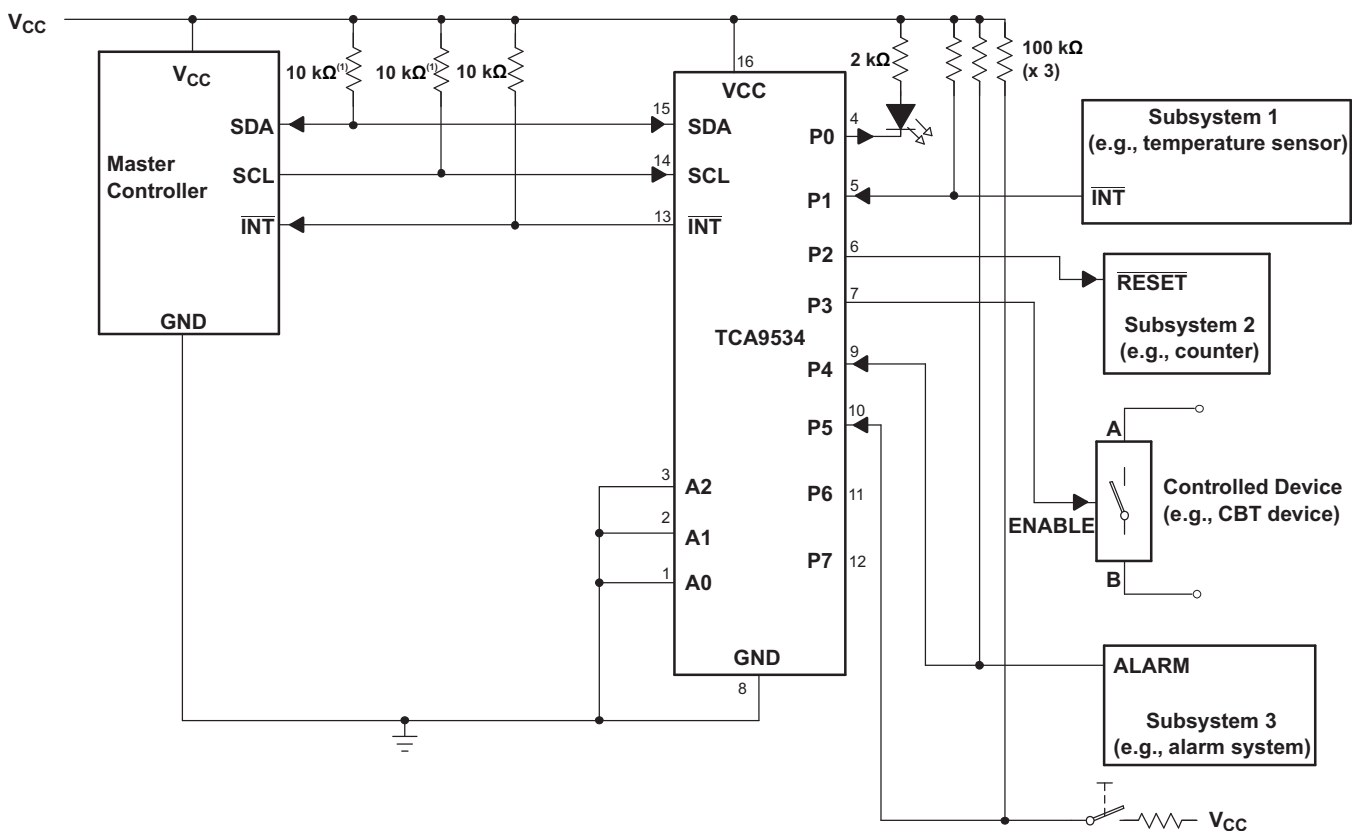 VCC
VCC
10 kΩ(1)
10 kΩ(1)
10 kΩ
Master
Controller
SDA
SCL
INT
GND
16
VCC
15
SDA
14
SCL
13
INT
TCA9534
3
A2
2
A1
1
A0
GND
8
P0
4
P1
5
P2
6
P3
7
P4
9
P5
10
P6
11
P7
12
2 kΩ
100 kΩ
(x 3)
Subsystem 1
(e.g., temperature sensor)
INT
RESET
Subsystem 2
(e.g., counter)
A
Controlled Device
(e.g., CBT device)
ENABLE
B
ALARM
Subsystem 3
(e.g., alarm system)
VCC